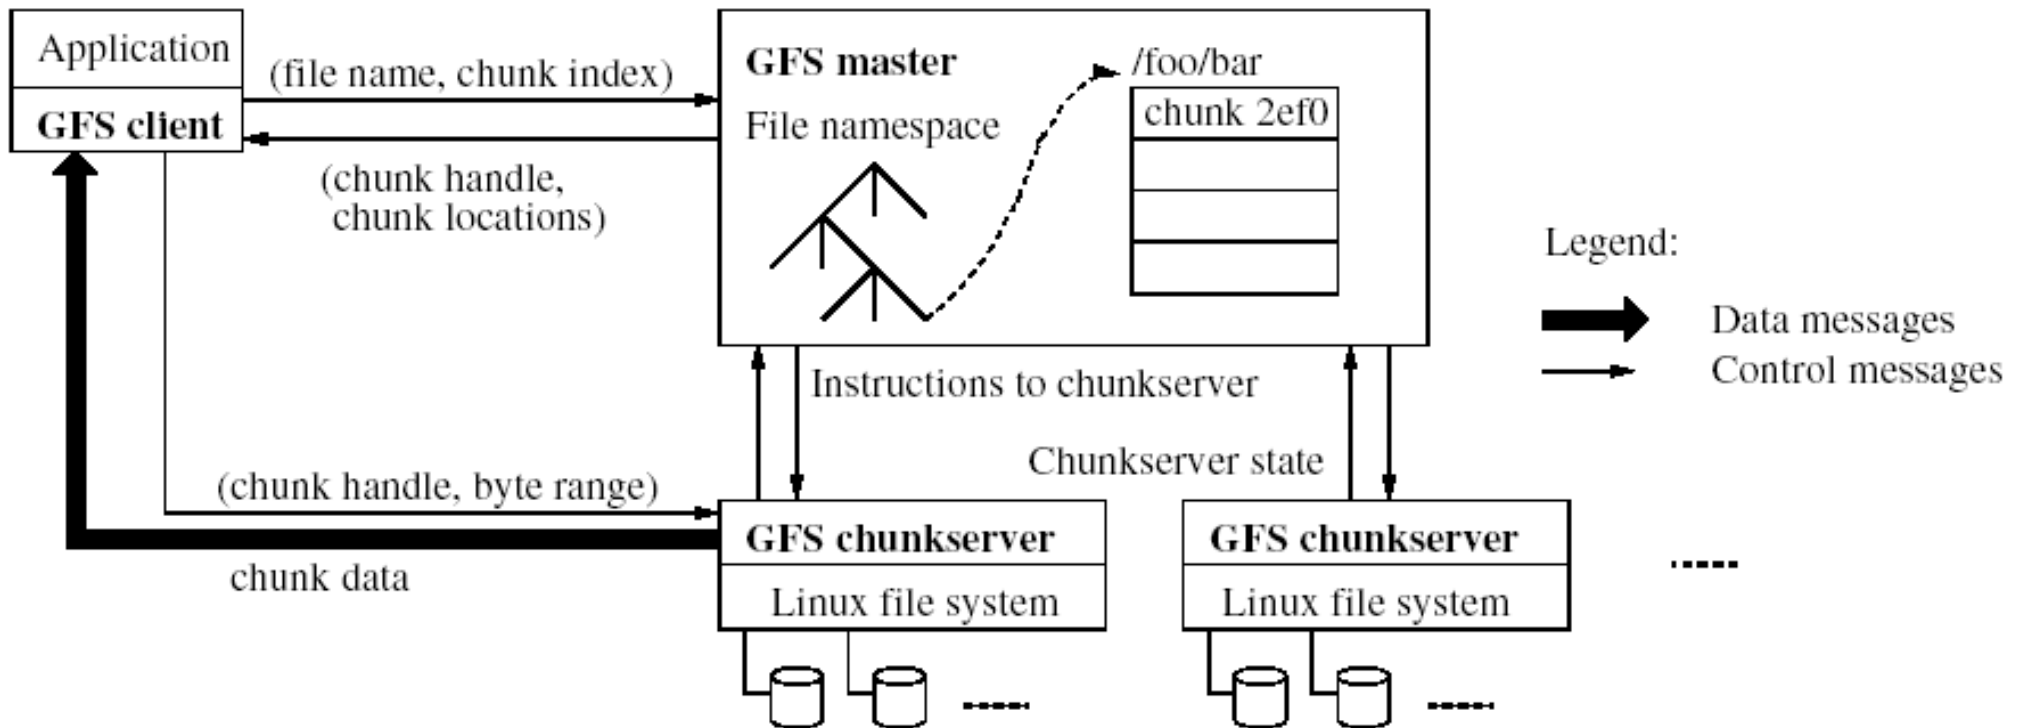 Application
GFS client
(file name, chunk index)
(chunk handle,
chunk locations)
GFS master
File namespace
/foo/bar
chunk 2ef0
Legend:
Data messages
Control messages
Instructions to chunkserver
Chunkserver state
(chunk handle, byte range)
chunk data
GFS chunkserver
Linux file system
GFS chunkserver
Linux file system